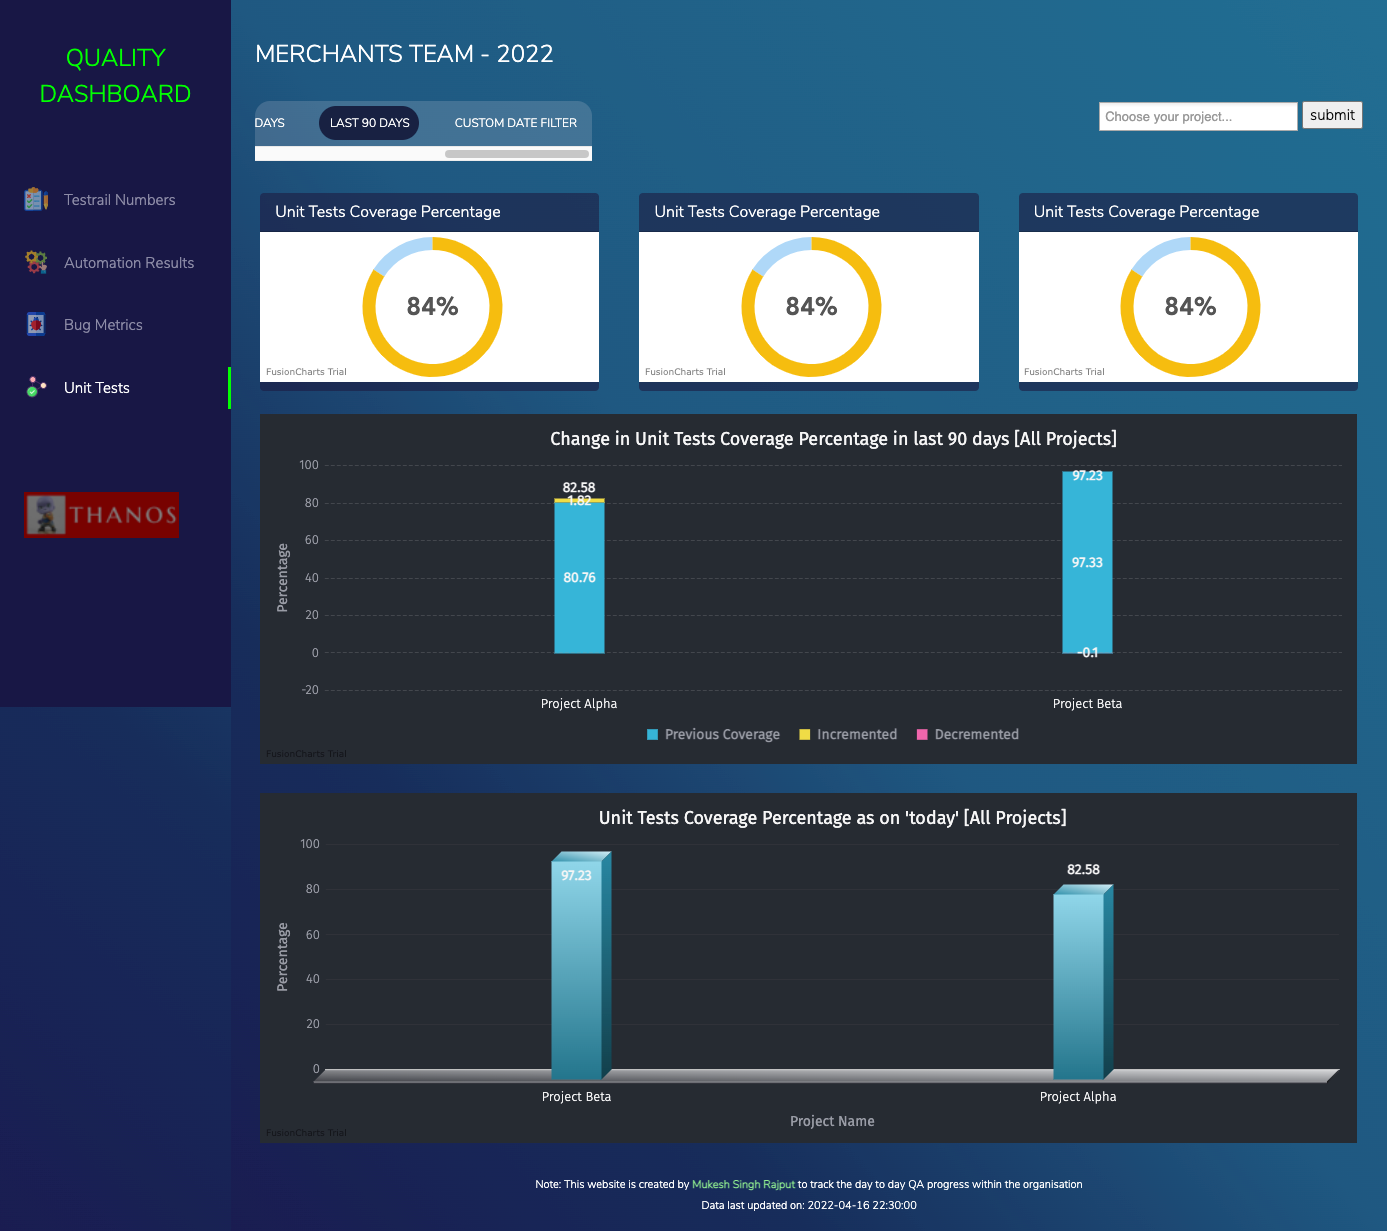 QUALITY
DASHBOARD
Testrail Numbers
Automation Results
Bug Metrics
Unit Tests
THANOS
MERCHANTS TEAM - 2022
DAYS
LAST 90 DAYS
CUSTOM DATE FILTER
Choose your project...
submit
Unit Tests Coverage Percentage
84%
FusionCharts Trial
Unit Tests Coverage Percentage
84%
FusionCharts Trial
Unit Tests Coverage Percentage
84%
FusionCharts Trial
Change in Unit Tests Coverage Percentage in last 90 days [All Projects]
Percentage
100
80
60
40
20
0
-20
82.58
1.82
80.76
97.23
97.33
-0.1
Project Alpha
Project Beta
Previous Coverage
Incremented
Decremented
FusionCharts Trial
Unit Tests Coverage Percentage as on 'today' [All Projects]
Percentage
100
80
60
40
20
0
97.23
82.58
Project Beta
Project Alpha
Project Name
FusionCharts Trial
Note: This website is created by Mukesh Singh Rajput to track the day to day QA progress within the organisation
Data last updated on: 2022-04-16 22:30:00